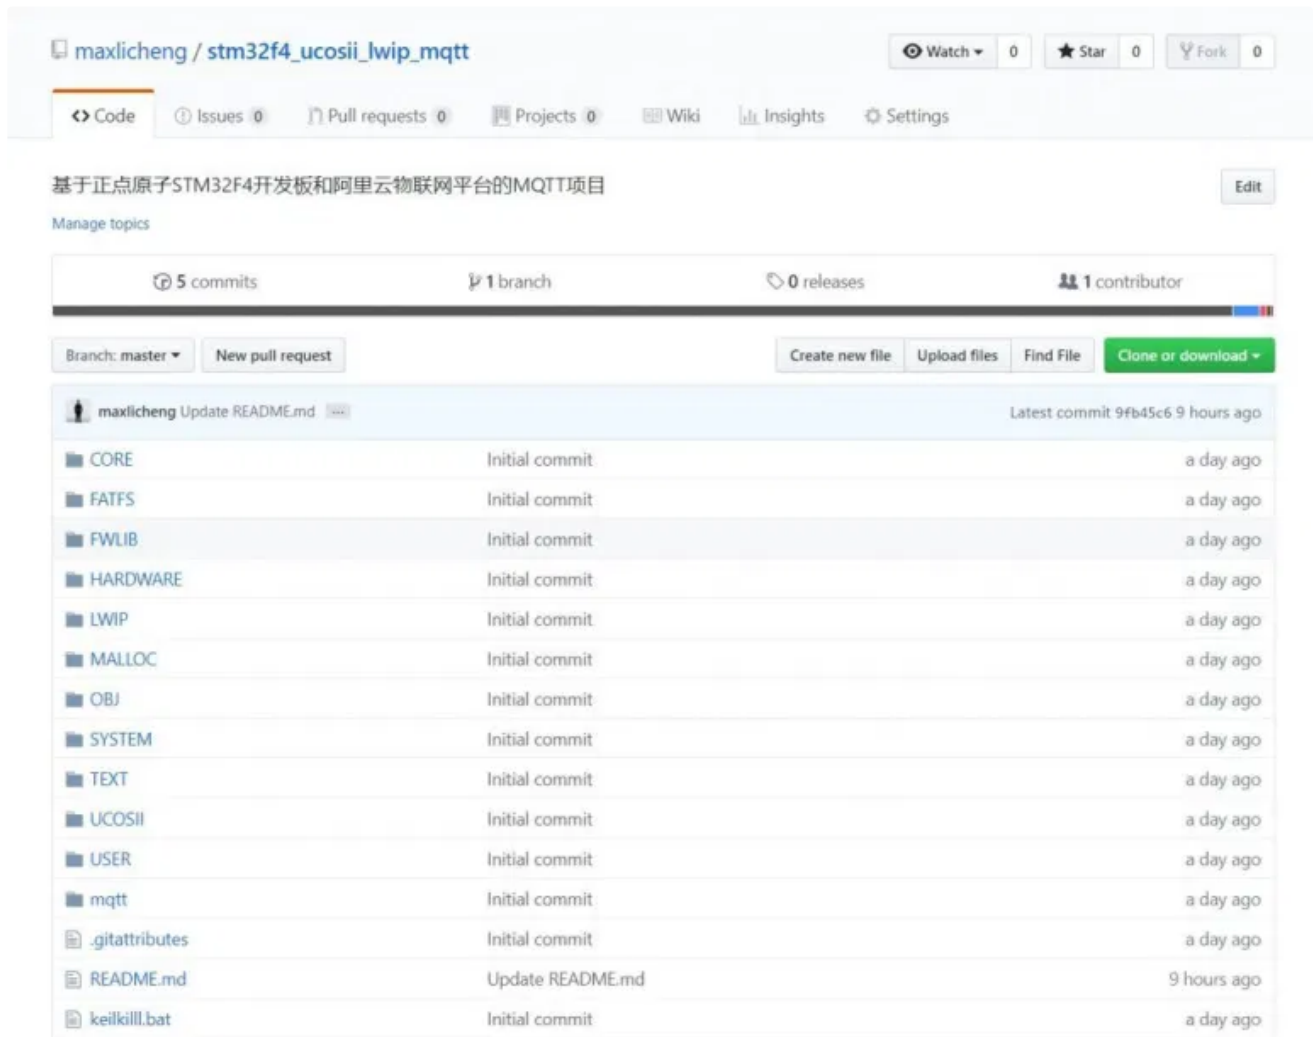 maxlicheng / stm32f4_ucosii_lwip_mqtt Watch 0 Star 0 Fork 0
Code Issues 0 Pull requests 0 Projects 0 Wiki Insights Settings
基于正点原子STM32F4开发板和阿里云物联网平台的MQTT项目 Edit
Manage topics
5 commits 1 branch 0 releases 1 contributor
Branch: master New pull request Create new file Upload files Find File Clone or download
maxlicheng Update README.md ... Latest commit 9fb45c6 9 hours ago
CORE Initial commit a day ago
FATFS Initial commit a day ago
FWLIB Initial commit a day ago
HARDWARE Initial commit a day ago
LWIP Initial commit a day ago
MALLOC Initial commit a day ago
OBJ Initial commit a day ago
SYSTEM Initial commit a day ago
TEXT Initial commit a day ago
UCOSII Initial commit a day ago
USER Initial commit a day ago
mqtt Initial commit a day ago
.gitattributes Initial commit a day ago
README.md Update README.md 9 hours ago
keilkilll.bat Initial commit a day ago